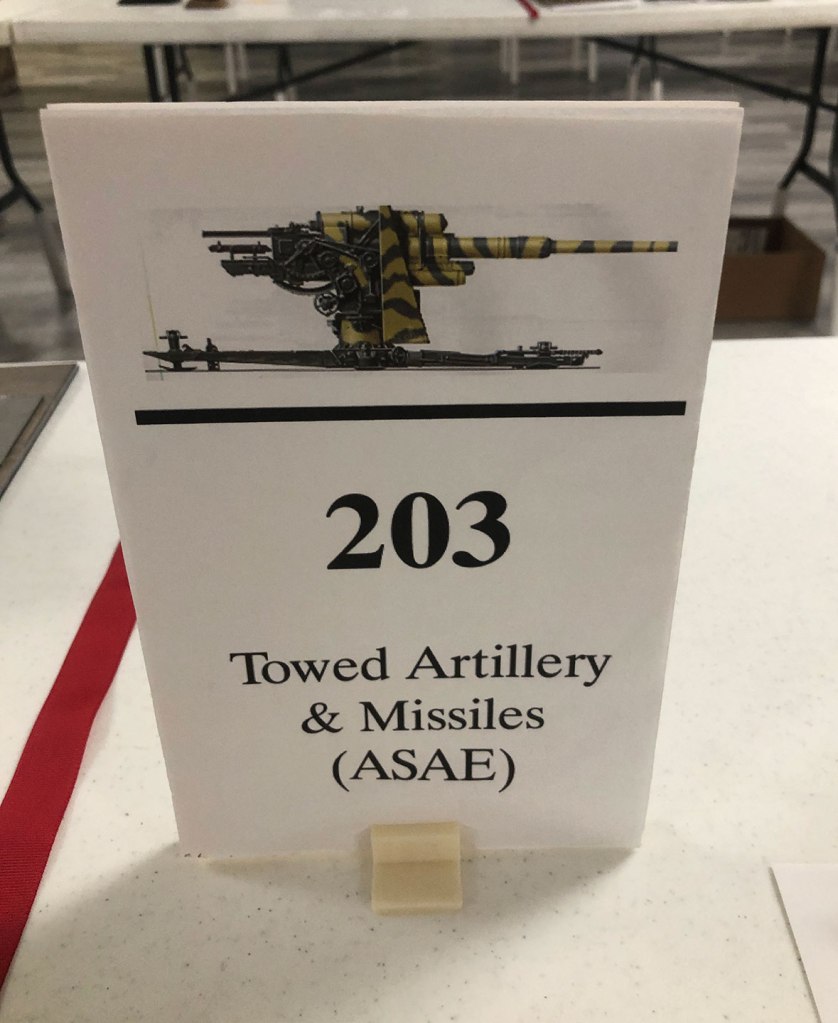 203
Towed Artillery
& Missiles
(ASAE)